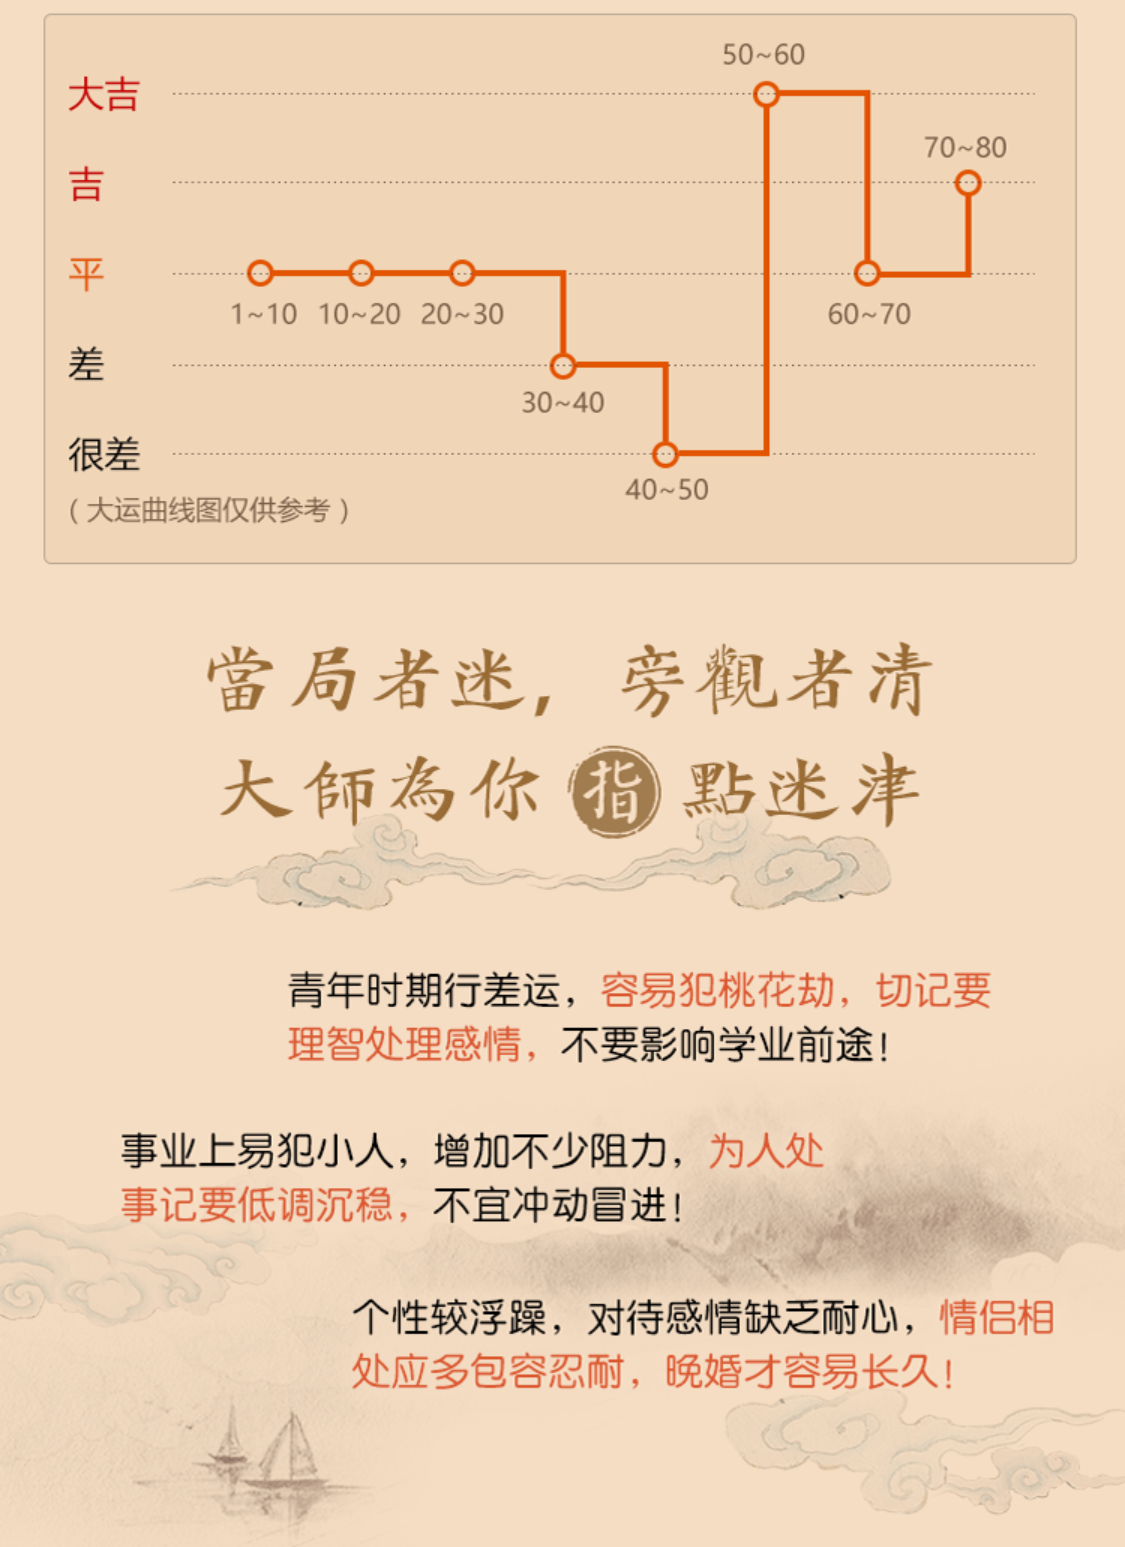 50~60
大吉
70~80
吉
平
1~10 10~20 20~30
60~70
差
30~40
很差
40~50
(大运曲线图仅供参考)
當局者迷，旁觀者清
大師為你指點迷津
青年时期行差运，容易犯桃花劫，切记要
理智处理感情，不要影响学业前途！
事业上易犯小人，增加不少阻力，为人处
事记要低调沉稳，不宜冲动冒进！
个性较浮躁，对待感情缺乏耐心，情侣相
处应多包容忍耐，晚婚才容易长久！